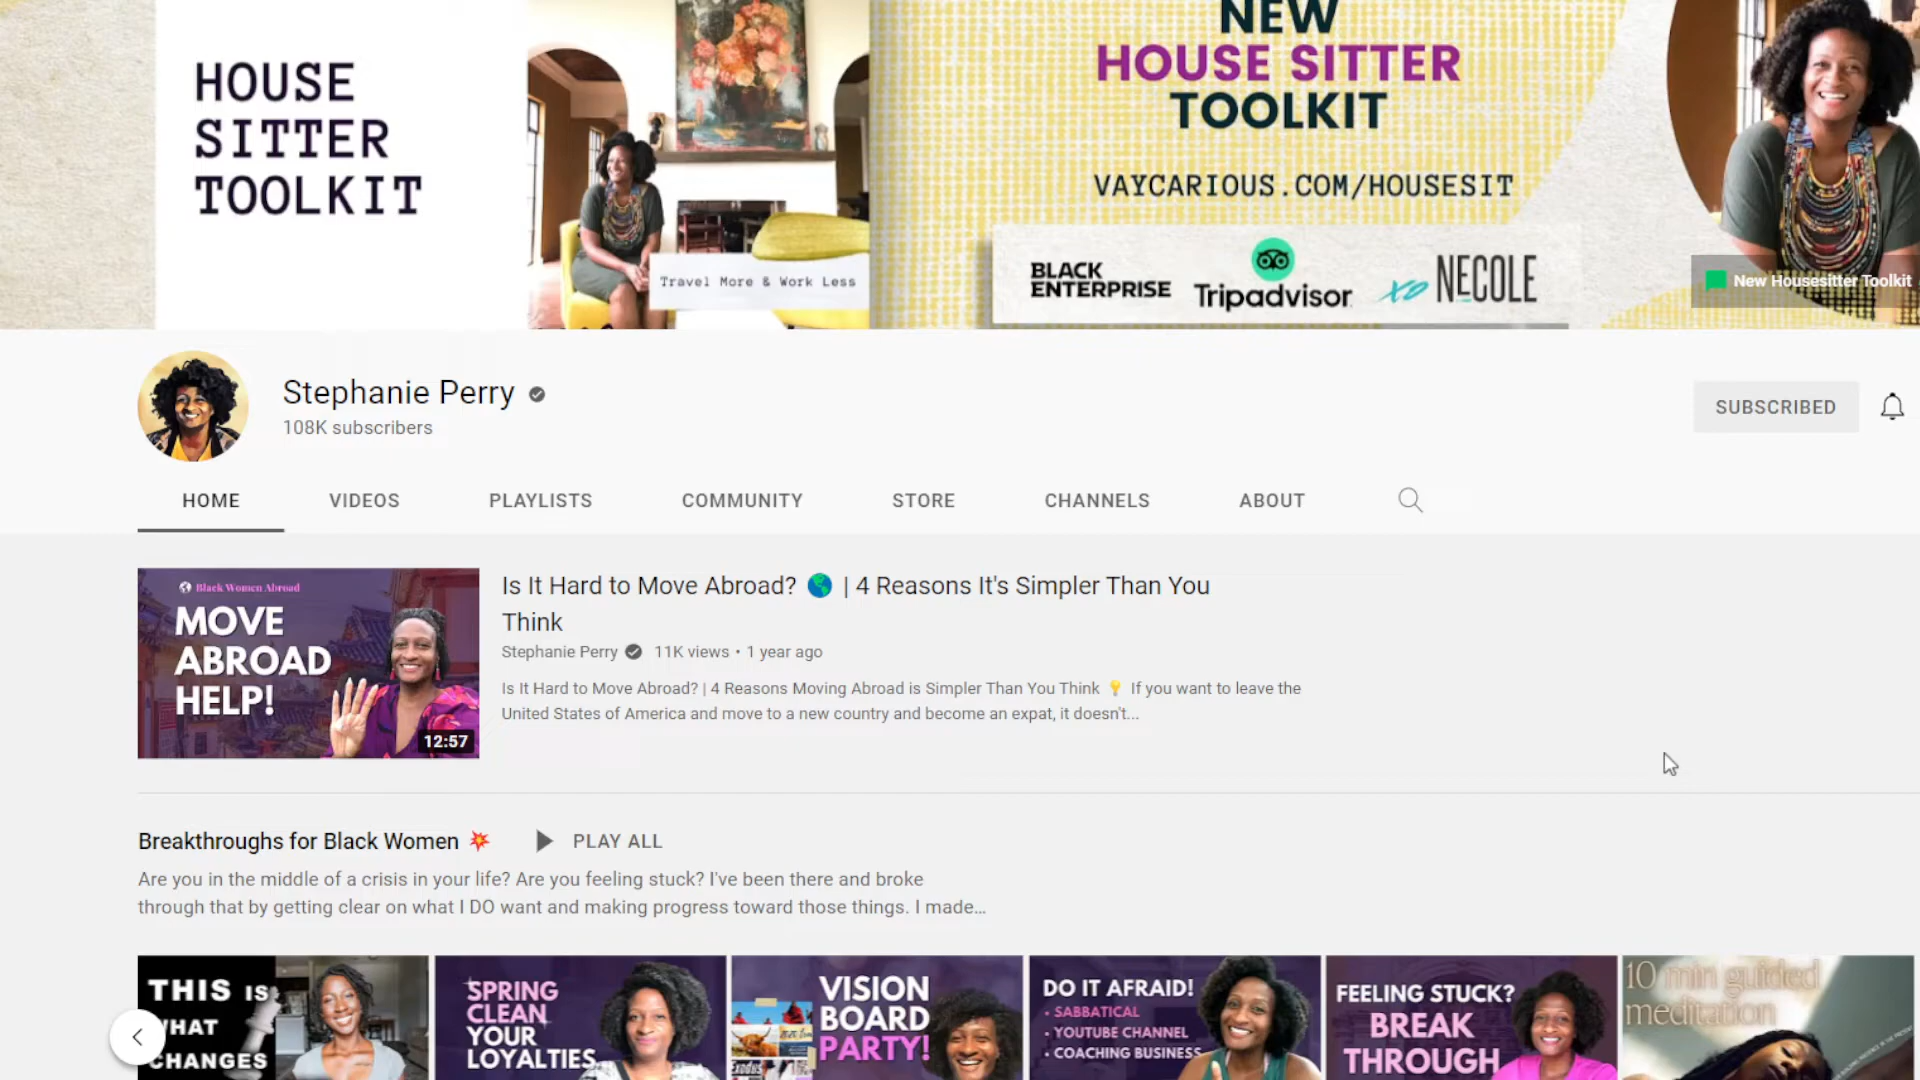 HOUSE
SITTER
TOOLKIT
Travel More & Work Less
NEW
HOUSE SITTER
TOOLKIT
VAYCARIOUS.COM/HOUSESIT
BLACK
ENTERPRISE
Tripadvisor
xo NECOLE
New Housesitter Toolkit
Stephanie Perry
108K subscribers
SUBSCRIBED
HOME
VIDEOS
PLAYLISTS
COMMUNITY
STORE
CHANNELS
ABOUT
Black Women Abroad
MOVE
ABROAD
HELP!
12:57
Is It Hard to Move Abroad? 🌎 | 4 Reasons It's Simpler Than You
Think
Stephanie Perry 11K views • 1 year ago
Is It Hard to Move Abroad? | 4 Reasons Moving Abroad is Simpler Than You Think 💡 If you want to leave the
United States of America and move to a new country and become an expat, it doesn't...
Breakthroughs for Black Women 💥
PLAY ALL
Are you in the middle of a crisis in your life? Are you feeling stuck? I've been there and broke
through that by getting clear on what I DO want and making progress toward those things. I made...
THIS IS
WHAT
CHANGES
SPRING
CLEAN
YOUR
LOYALTIES
VISION
BOARD
PARTY!
Exodus
DO IT AFRAID!
• SABBATICAL
• YOUTUBE CHANNEL
• COACHING BUSINESS
FEELING STUCK?
BREAK
THROUGH
10 min guided
meditation